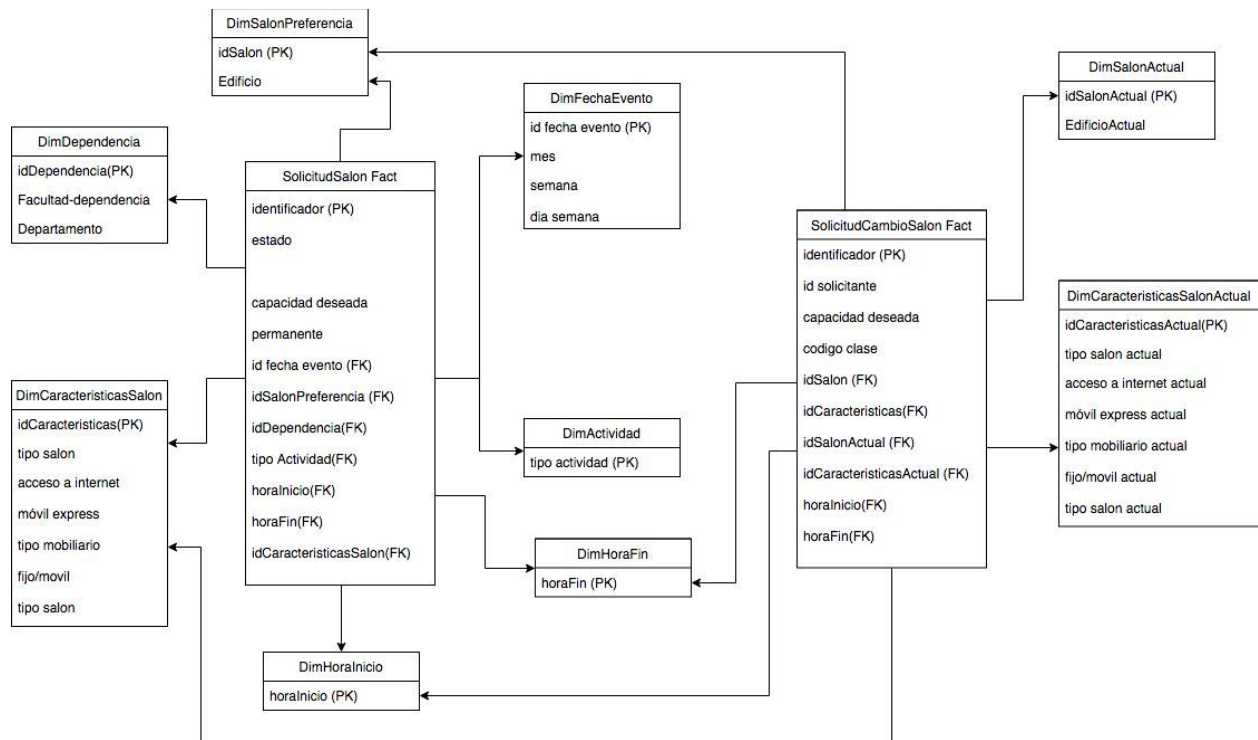 DimSalonPreferencia
idSalon (PK)
Edificio
DimSalonActual
idSalonActual (PK)
EdificioActual
DimFechaEvento
id fecha evento (PK)
mes
semana
dia semana
DimDependencia
idDependencia(PK)
Facultad-dependencia
Departamento
SolicitudSalon Fact
identificador (PK)
estado
capacidad deseada
permanente
id fecha evento (FK)
idSalonPreferencia (FK)
idDependencia(FK)
tipo Actividad(FK)
horaInicio(FK)
horaFin(FK)
idCaracteristicasSalon(FK)
SolicitudCambioSalon Fact
identificador (PK)
id solicitante
capacidad deseada
codigo clase
idSalon (FK)
idCaracteristicas(FK)
idSalonActual (FK)
idCaracteristicasActual (FK)
horaInicio(FK)
horaFin(FK)
DimCaracteristicasSalonActual
idCaracteristicasActual(PK)
tipo salon actual
acceso a internet actual
móvil express actual
tipo mobiliario actual
fijo/movil actual
tipo salon actual
DimCaracteristicasSalon
idCaracteristicas(PK)
tipo salon
acceso a internet
móvil express
tipo mobiliario
fijo/movil
tipo salon
DimActividad
tipo actividad (PK)
DimHoraFin
horaFin (PK)
DimHoraInicio
horaInicio (PK)